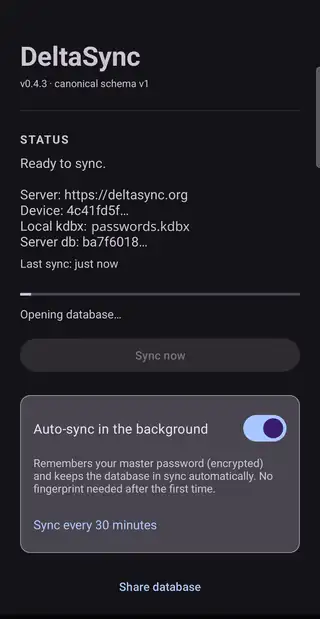 DeltaSync
v0.4.3 · canonical schema v1
STATUS
Ready to sync.
Server: https://deltasync.org
Device: 4c41fd5f…
Local kdbx: passwords.kdbx
Server db: ba7f6018…
Last sync: just now
Opening database…
Sync now
Auto-sync in the background
Remembers your master password (encrypted)
and keeps the database in sync automatically. No
fingerprint needed after the first time.
Sync every 30 minutes
Share database